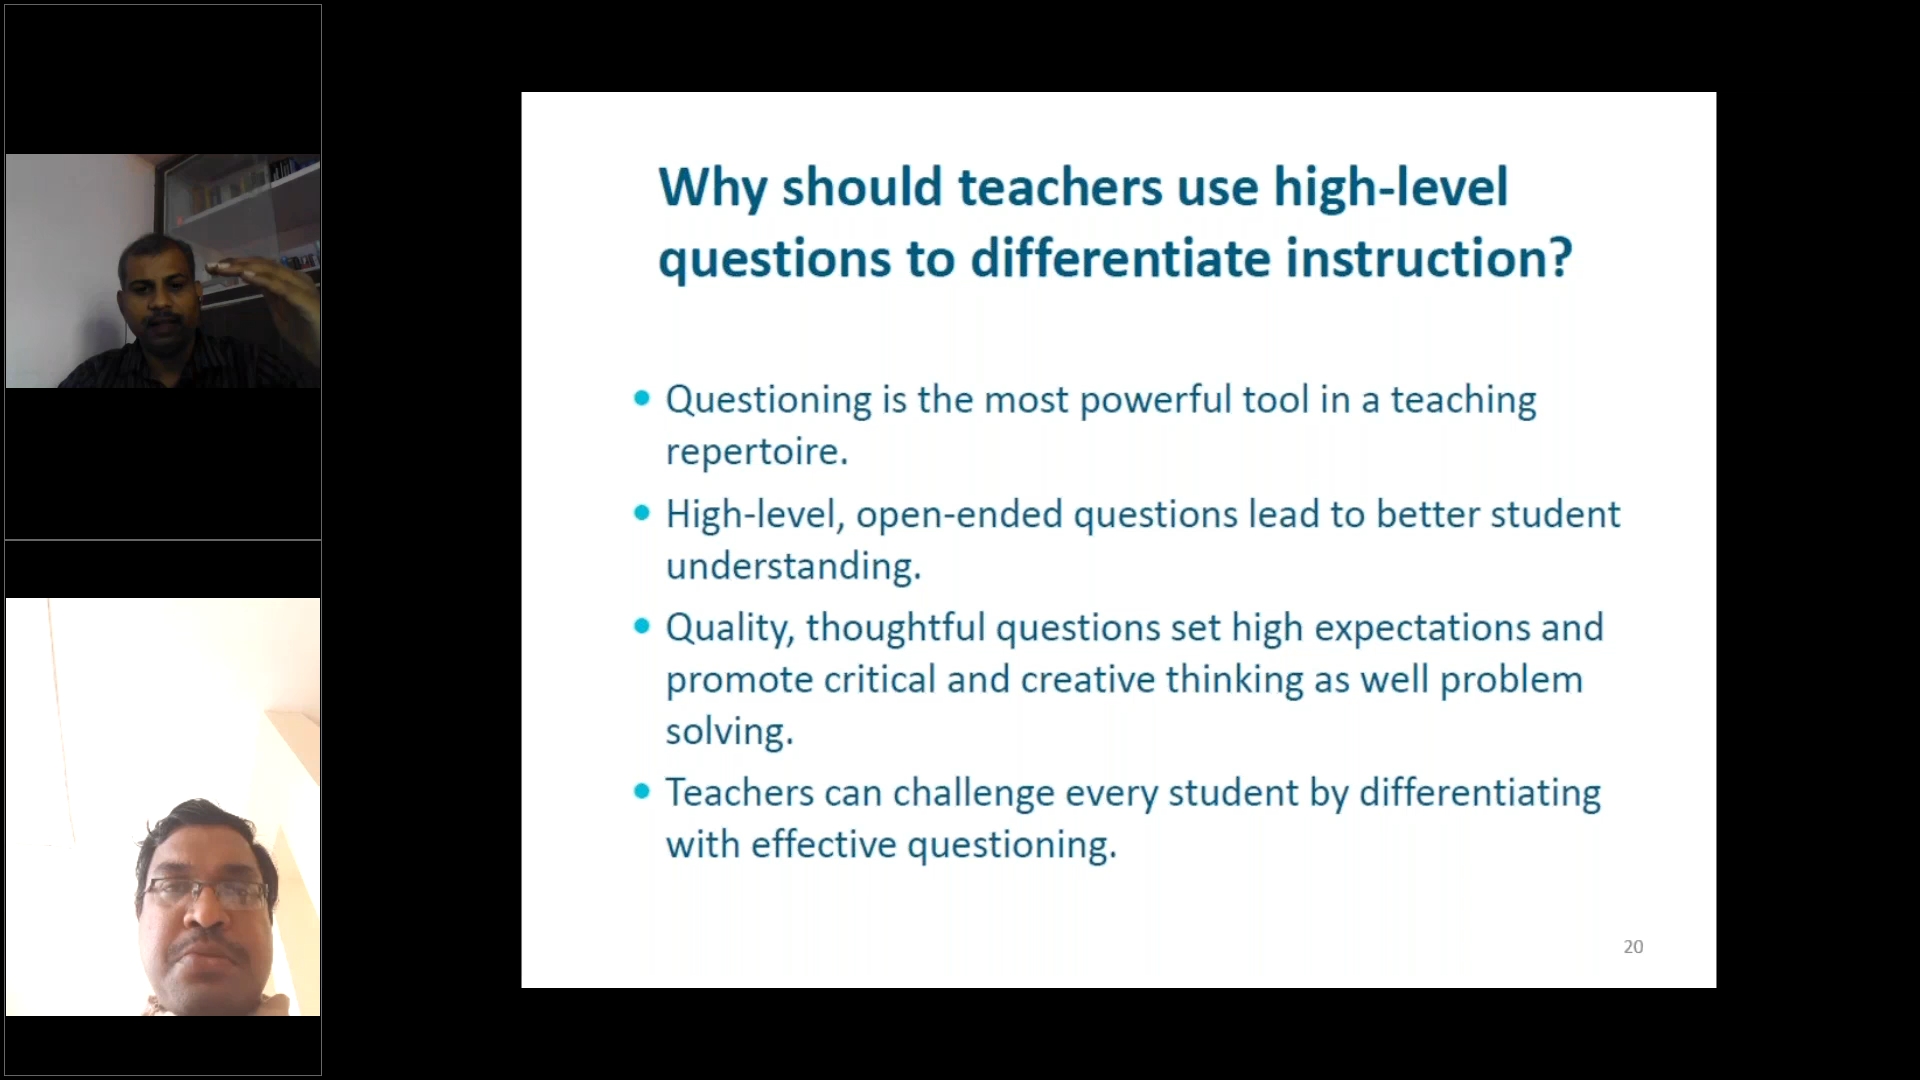 Why should teachers use high-level
questions to differentiate instruction?
• Questioning is the most powerful tool in a teaching
repertoire.
• High-level, open-ended questions lead to better student
understanding.
• Quality, thoughtful questions set high expectations and
promote critical and creative thinking as well problem
solving.
• Teachers can challenge every student by differentiating
with effective questioning.
20